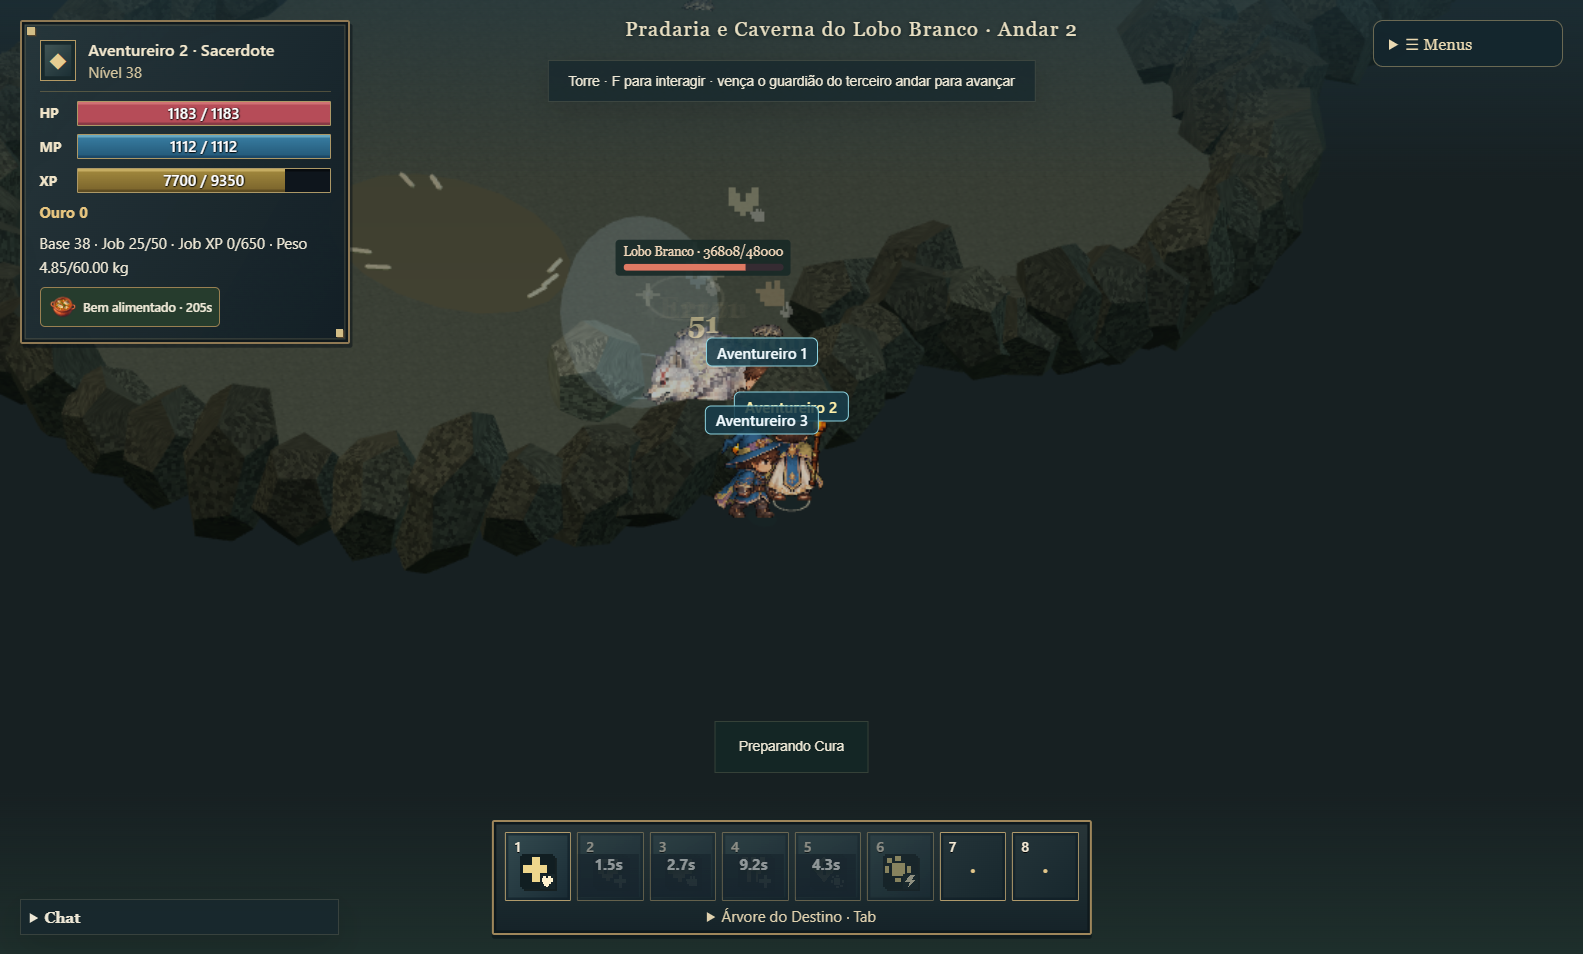 Aventureiro 2 · Sacerdote
Nível 38
HP 1183 / 1183
MP 1112 / 1112
XP 7700 / 9350
Ouro 0
Base 38 · Job 25/50 · Job XP 0/650 · Peso
4.85/60.00 kg
Bem alimentado · 205s
Pradaria e Caverna do Lobo Branco · Andar 2
Torre · F para interagir · vença o guardião do terceiro andar para avançar
☰ Menus
Lobo Branco · 36808/48000
51
Aventureiro 1
Aventureiro 2
Aventureiro 3
Preparando Cura
1 2 3 4 5 6 7 8
1.5s 2.7s 9.2s 4.3s
Árvore do Destino · Tab
Chat